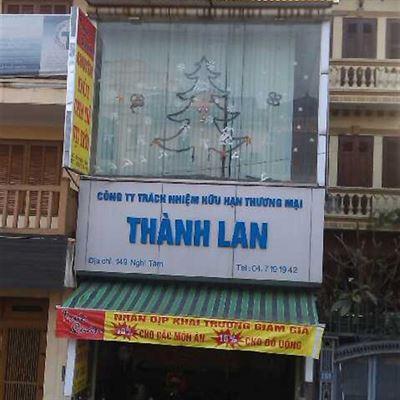 CÔNG TY TRÁCH NHIỆM HỮU HẠN THƯƠNG MẠI
THÀNH LAN
Địa chỉ: 149 Nghi Tàm
Tel: 04.7191942
NHÂN DỊP KHAI TRƯƠNG GIẢM GIÁ
CHO CÁC MÓN ĂN 10% CHO ĐỒ UỐNG